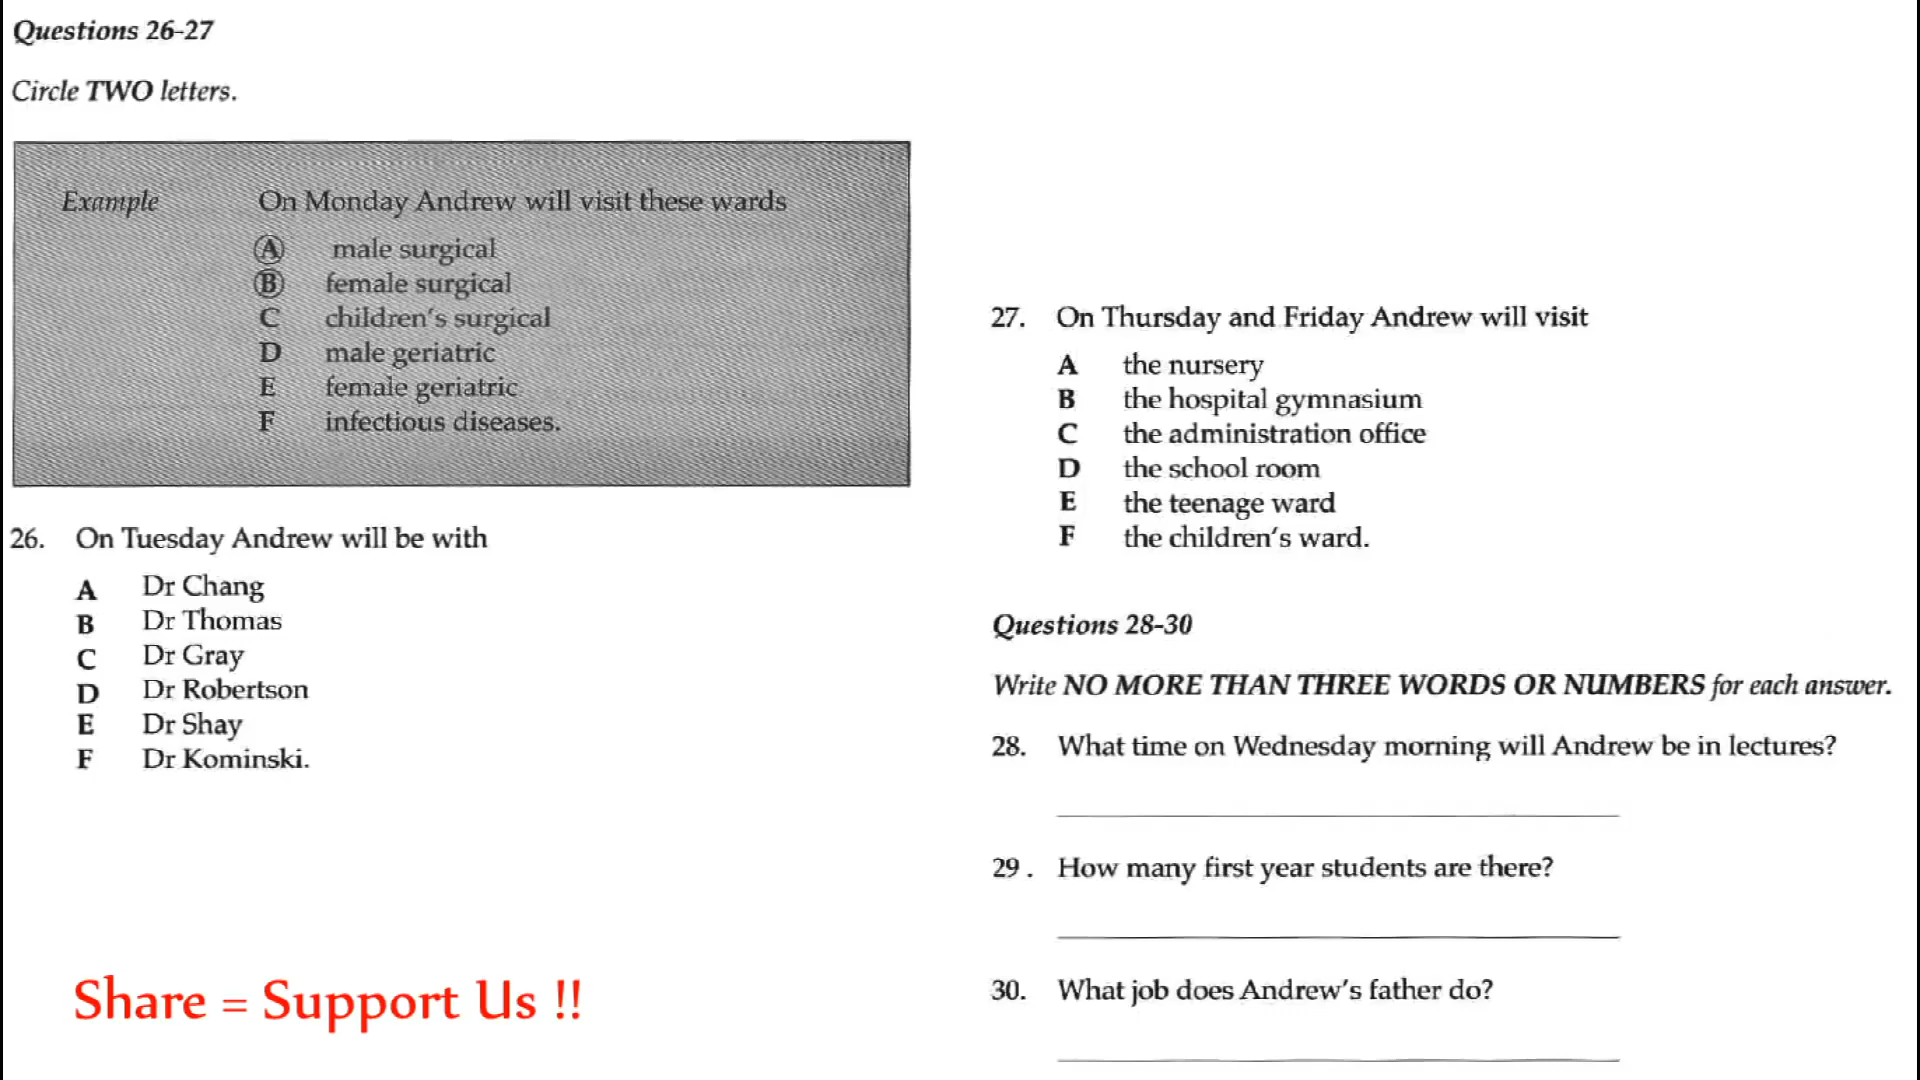 Questions 26-27
Circle TWO letters.
Example On Monday Andrew will visit these wards
A male surgical
B female surgical
C children's surgical
D male geriatric
E female geriatric
F infectious diseases.
26. On Tuesday Andrew will be with
A Dr Chang
B Dr Thomas
C Dr Gray
D Dr Robertson
E Dr Shay
F Dr Kominski.
Share = Support Us !!
27. On Thursday and Friday Andrew will visit
A the nursery
B the hospital gymnasium
C the administration office
D the school room
E the teenage ward
F the children's ward.
Questions 28-30
Write NO MORE THAN THREE WORDS OR NUMBERS for each answer.
28. What time on Wednesday morning will Andrew be in lectures?
29 . How many first year students are there?
30. What job does Andrew's father do?